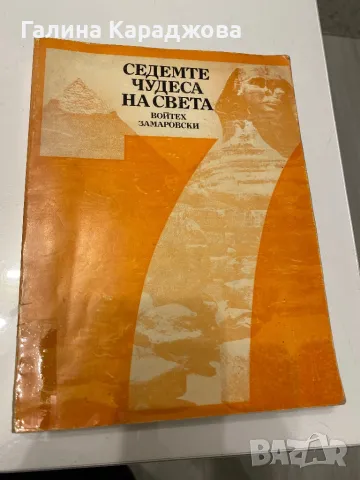 Галина Караджова
СЕДЕМТЕ
ЧУДЕСА
НА СВЕТА
ВОЙТЕХ
ЗАМАРОВСКИ
7
BAZAR